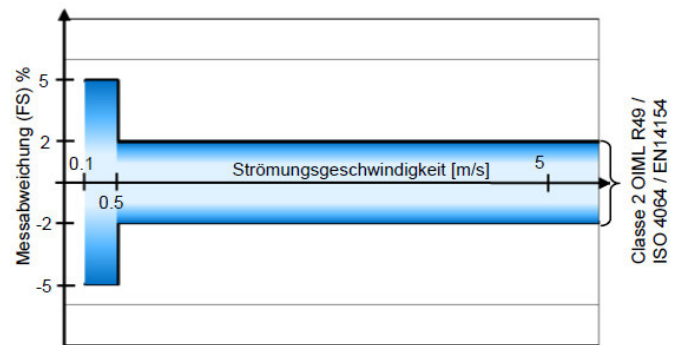 Messabweichung (FS) %
5
2
0.1
Strömungsgeschwindigkeit [m/s]
5
0.5
-2
-5
Classe 2 OIML R49 /
ISO 4064 / EN14154